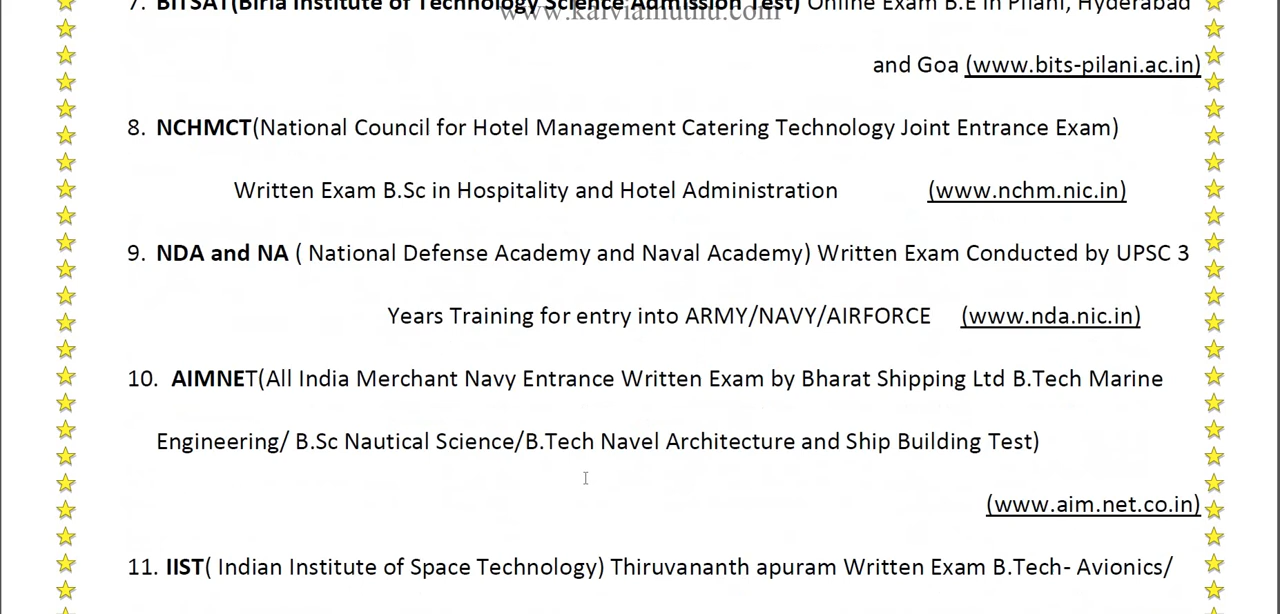 7. BITSAT(Birla Institute of Technology Science Admission Test) Online Exam B.E in Pilani, Hyderabad
www.kalviamuthu.com
and Goa (www.bits-pilani.ac.in)
8. NCHMCT(National Council for Hotel Management Catering Technology Joint Entrance Exam)
Written Exam B.Sc in Hospitality and Hotel Administration (www.nchm.nic.in)
9. NDA and NA ( National Defense Academy and Naval Academy) Written Exam Conducted by UPSC 3
Years Training for entry into ARMY/NAVY/AIRFORCE (www.nda.nic.in)
10. AIMNET(All India Merchant Navy Entrance Written Exam by Bharat Shipping Ltd B.Tech Marine
Engineering/ B.Sc Nautical Science/B.Tech Navel Architecture and Ship Building Test)
(www.aim.net.co.in)
11. IIST( Indian Institute of Space Technology) Thiruvananth apuram Written Exam B.Tech- Avionics/